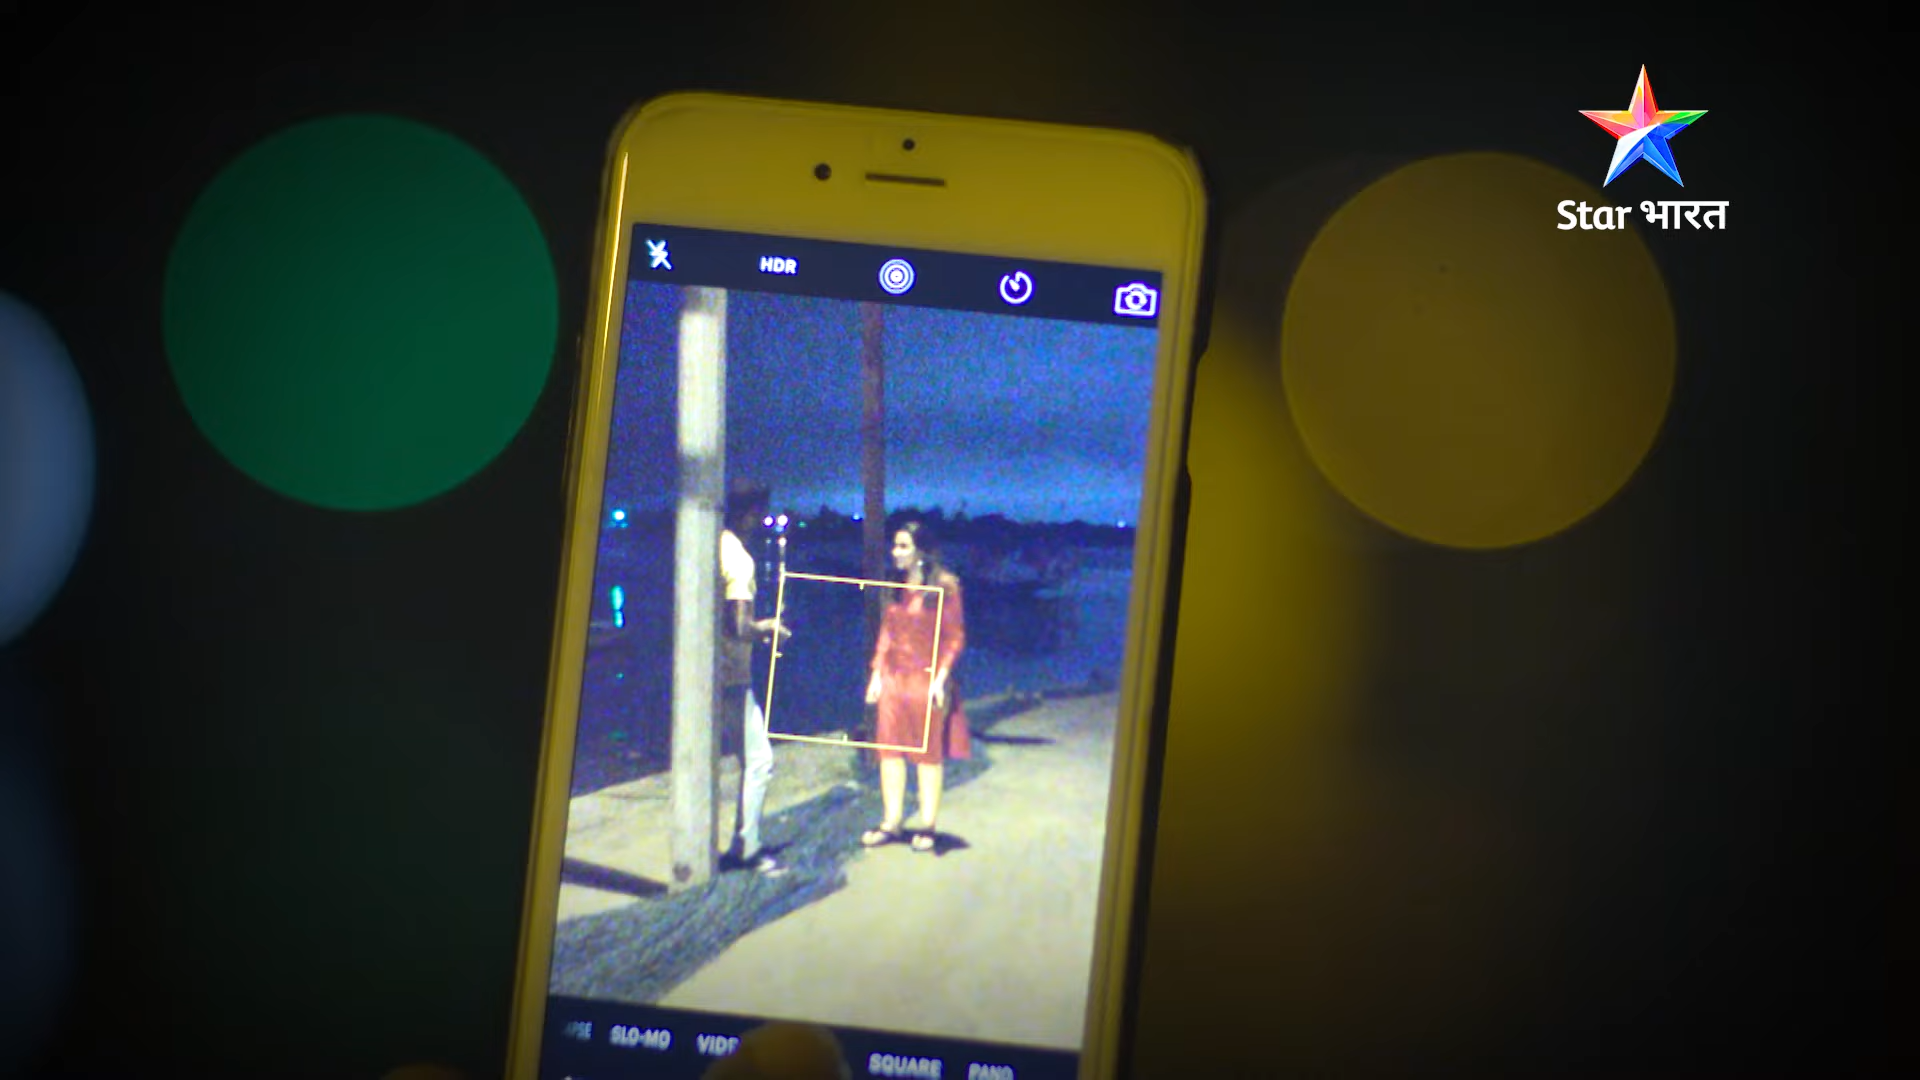 Star भारत
HDR
SLO-MO
SQUARE
PANO